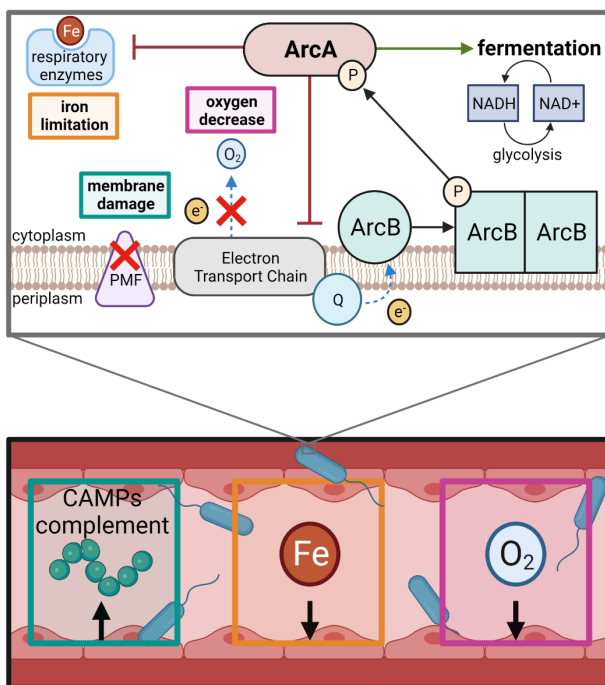 Fe
respiratory
enzymes
iron
limitation
oxygen
decrease
ArcA
P
fermentation
NADH
NAD+
glycolysis
O₂
membrane
damage
e⁻
P
cytoplasm
periplasm
PMF
Electron
Transport Chain
Q
e⁻
ArcB
ArcB
ArcB
CAMPs
complement
Fe
O₂